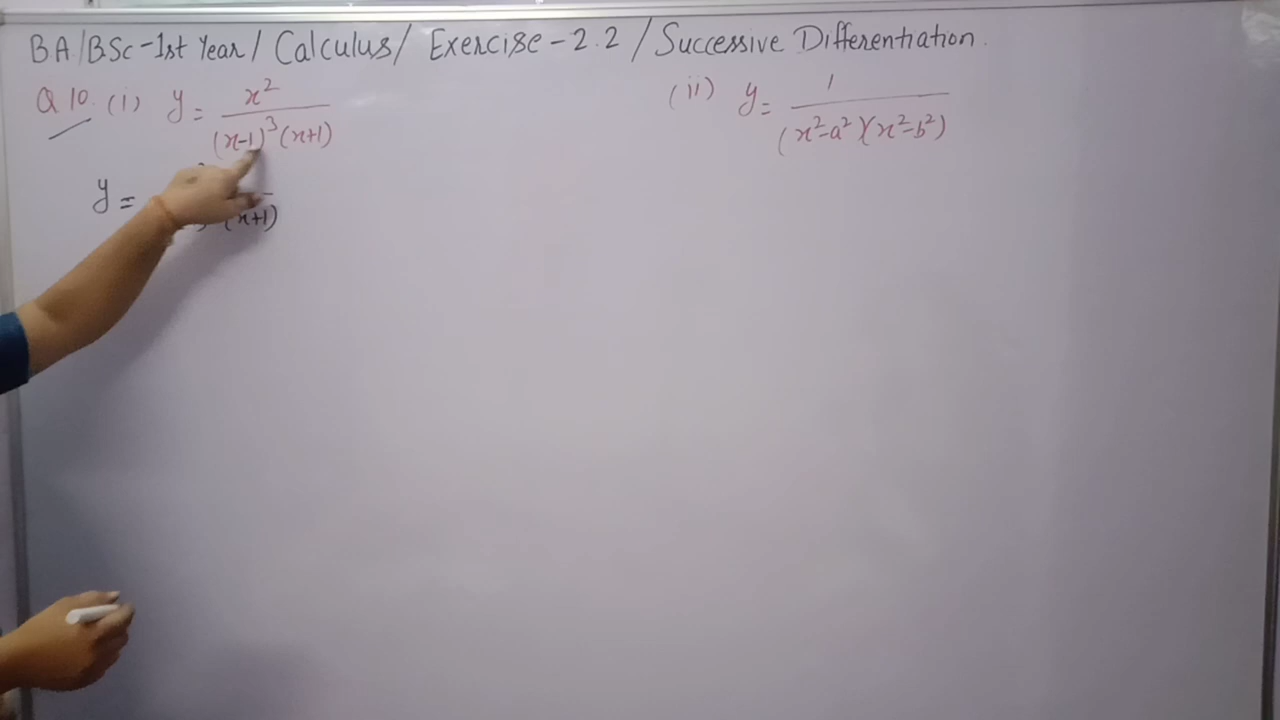 BA/BSc-1st Year/ Calculus/ Exercise-2.2 / Successive Differentiation.
Q 10. (i) y = x² / (x-1)³(x+1)
(ii) y = 1 / (x²-a²)(x²-b²)
y = (x+1)